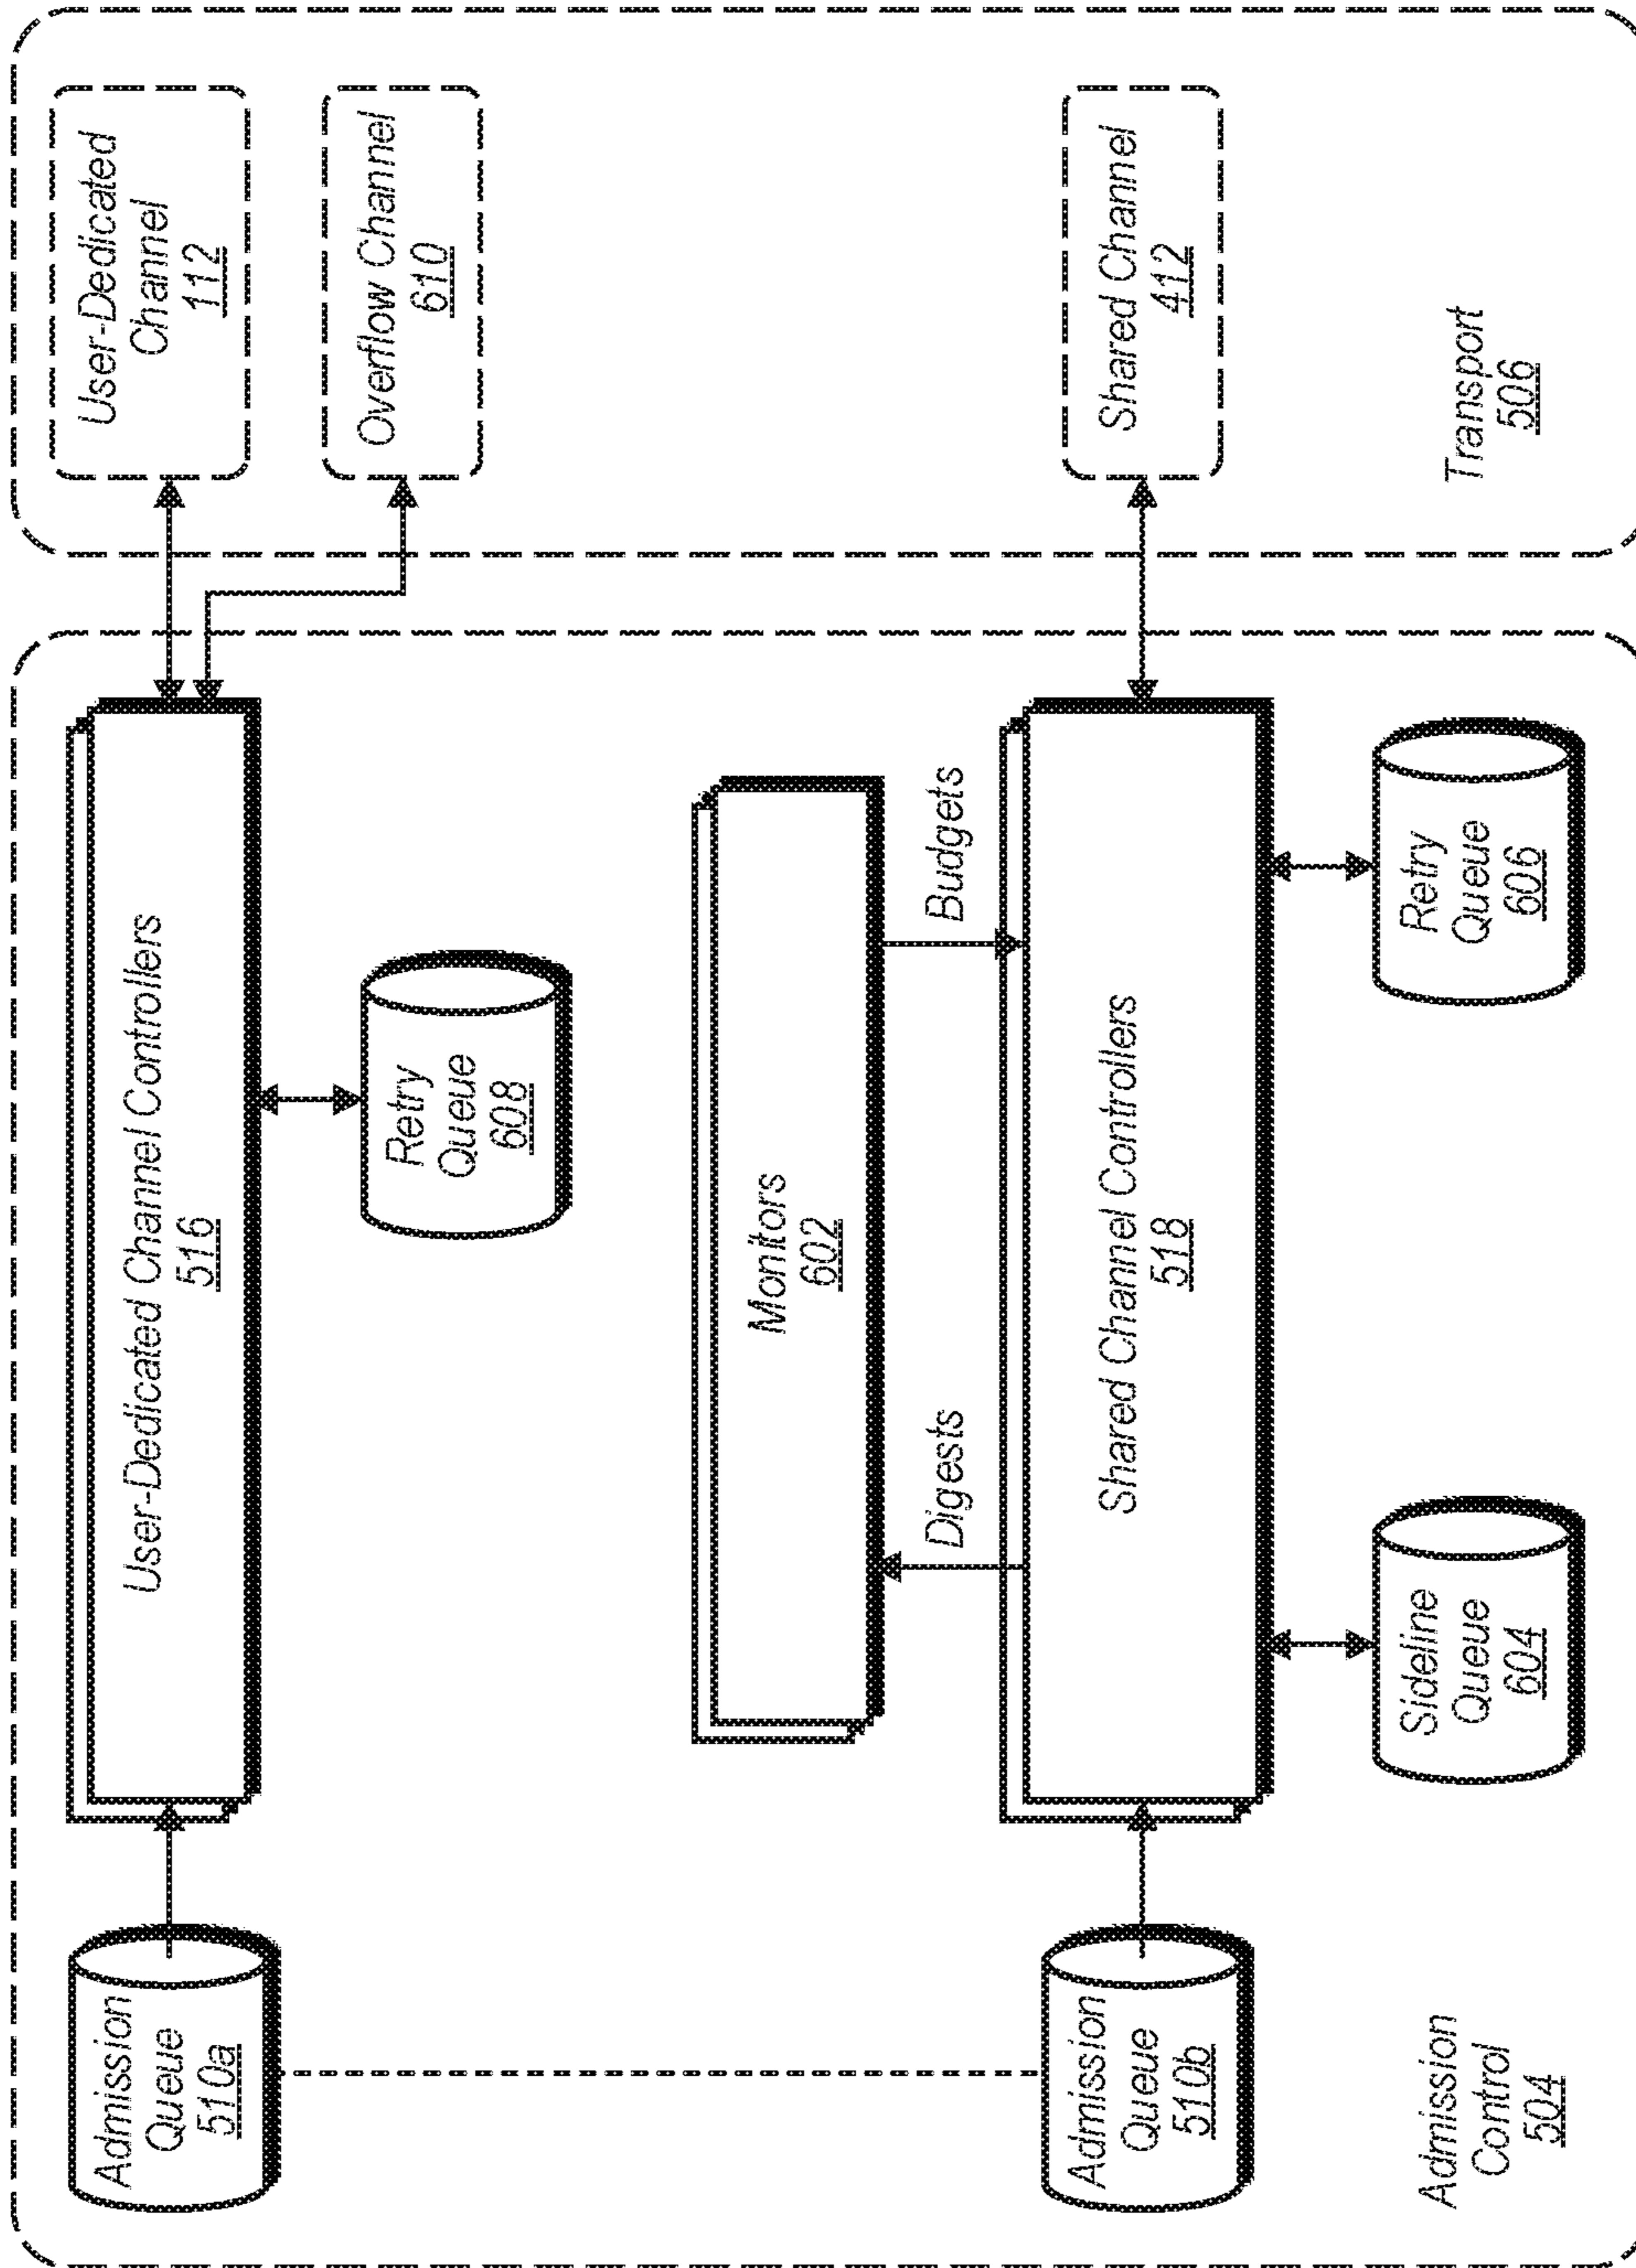 Admission
Queue
510a
User-Dedicated Channel Controllers
516
User-Dedicated
Channel
112
Retry
Queue
608
Overflow Channel
610
Monitors
602
Digests
Budgets
Admission
Queue
510b
Shared Channel Controllers
518
Shared Channel
412
Sideline
Queue
604
Retry
Queue
606
Admission
Control
504
Transport
506